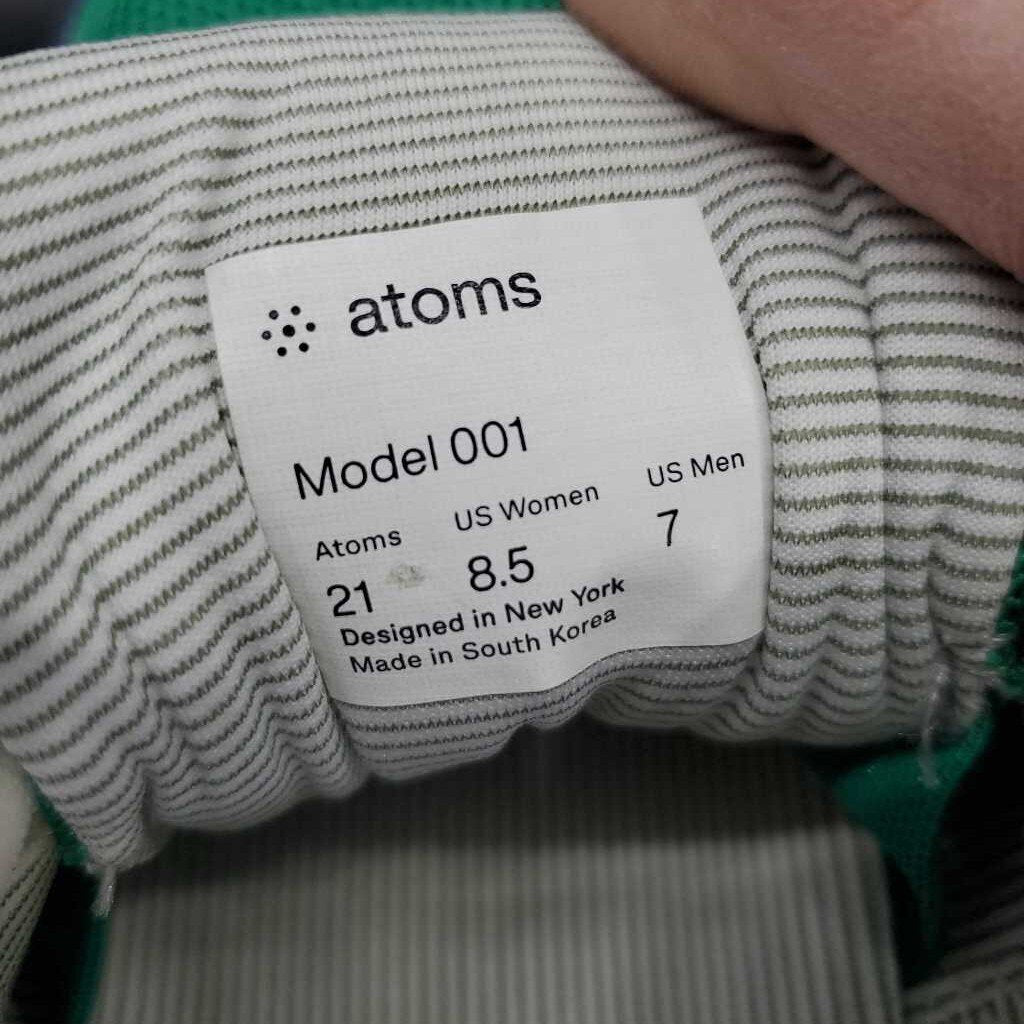 atoms
Model 001
Atoms US Women US Men
21 8.5 7
Designed in New York
Made in South Korea